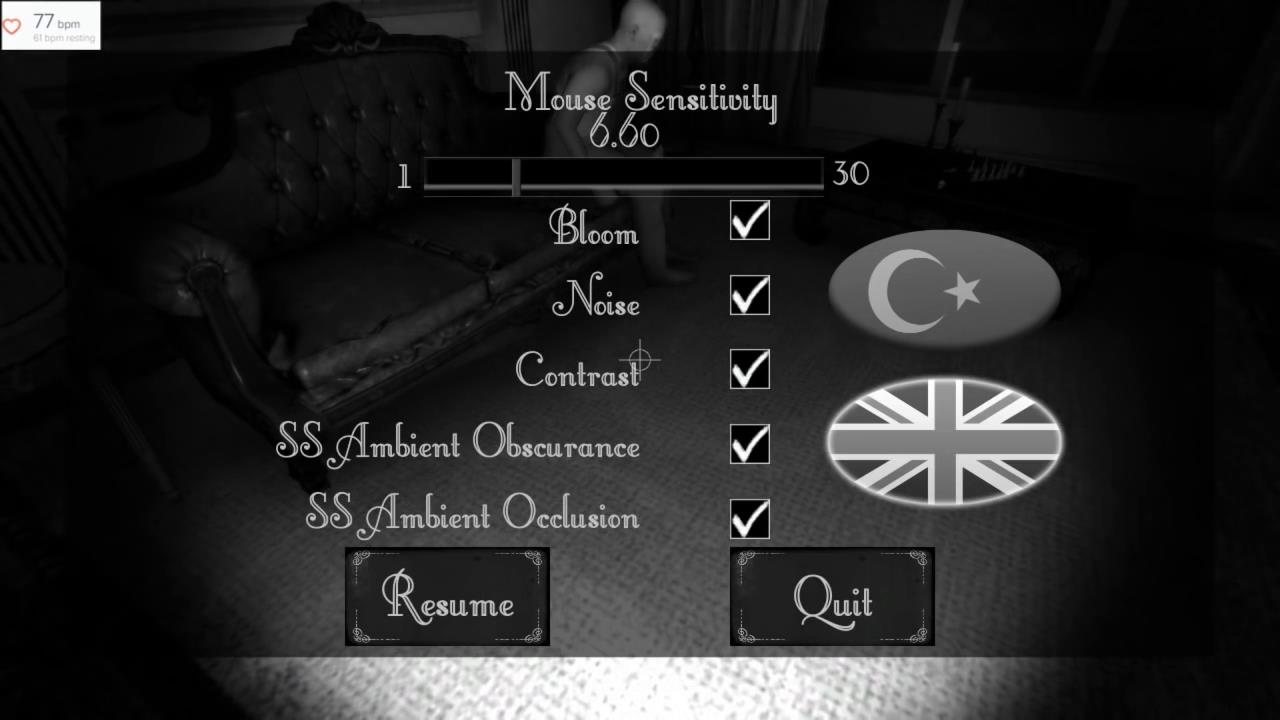 77 bpm
61 bpm resting
Mouse Sensitivity
6.60
1
30
Bloom
Noise
Contrast
SS Ambient Obscurance
SS Ambient Occlusion
Resume
Quit